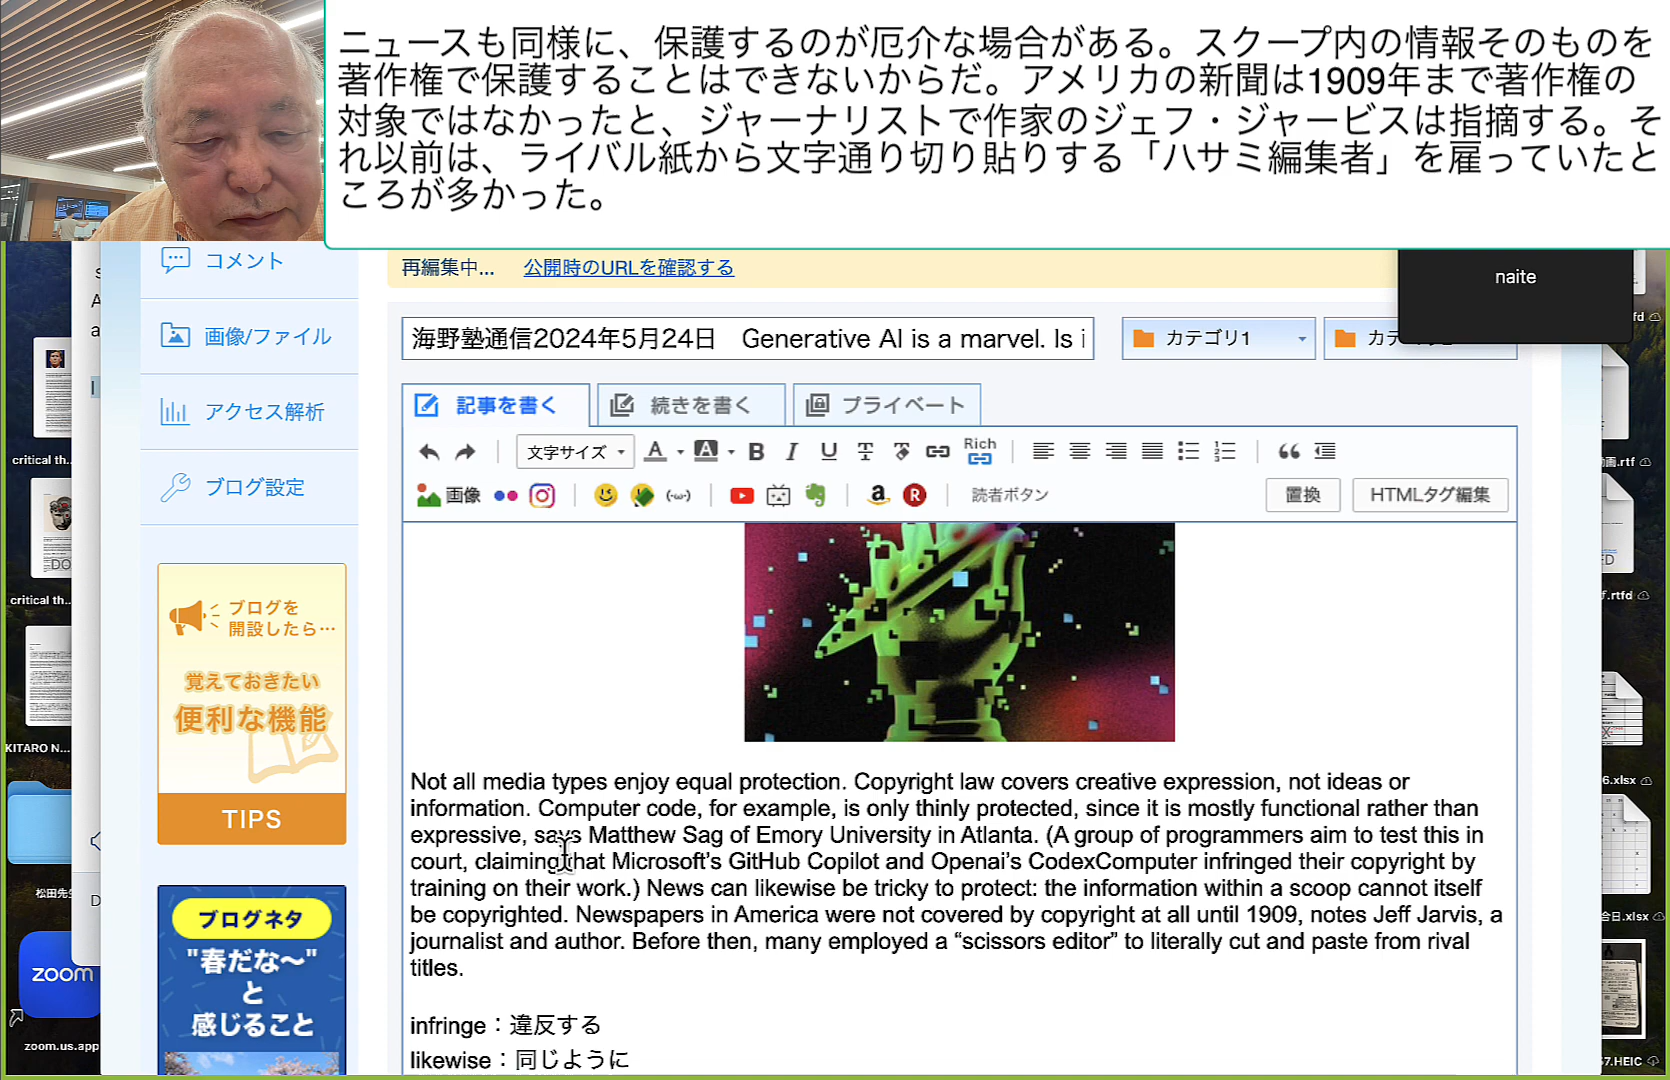 ニュースも同様に、保護するのが厄介な場合がある。スクープ内の情報そのものを
著作権で保護することはできないからだ。アメリカの新聞は1909年まで著作権の
対象ではなかったと、ジャーナリストで作家のジェフ・ジャービスは指摘する。そ
れ以前は、ライバル紙から文字通り切り貼りする「ハサミ編集者」を雇っていたと
ころが多かった。
naite
コメント
画像/ファイル
アクセス解析
ブログ設定
再編集中... 公開時のURLを確認する
海野塾通信2024年5月24日 Generative AI is a marvel. Is i
カテゴリ1
カテ
記事を書く 続きを書く プライベート
文字サイズ A A B I U T Rich
画像 a R 読者ボタン 置換 HTMLタグ編集
ブログを
開設したら…
覚えておきたい
便利な機能
TIPS
ブログネタ
"春だな〜"
と
感じること
Not all media types enjoy equal protection. Copyright law covers creative expression, not ideas or
information. Computer code, for example, is only thinly protected, since it is mostly functional rather than
expressive, says Matthew Sag of Emory University in Atlanta. (A group of programmers aim to test this in
court, claiming that Microsoft's GitHub Copilot and Openai's CodexComputer infringed their copyright by
training on their work.) News can likewise be tricky to protect: the information within a scoop cannot itself
be copyrighted. Newspapers in America were not covered by copyright at all until 1909, notes Jeff Jarvis, a
journalist and author. Before then, many employed a “scissors editor” to literally cut and paste from rival
titles.
infringe：違反する
likewise：同じように
critical th...
DO
critical th...
KITARO N...
松田先生
zoom
zoom.us.app
S
A
a
D
fd
動画.rtf
ED
f.rtfd
6.xlsx
合日.xlsx
57.HEIC